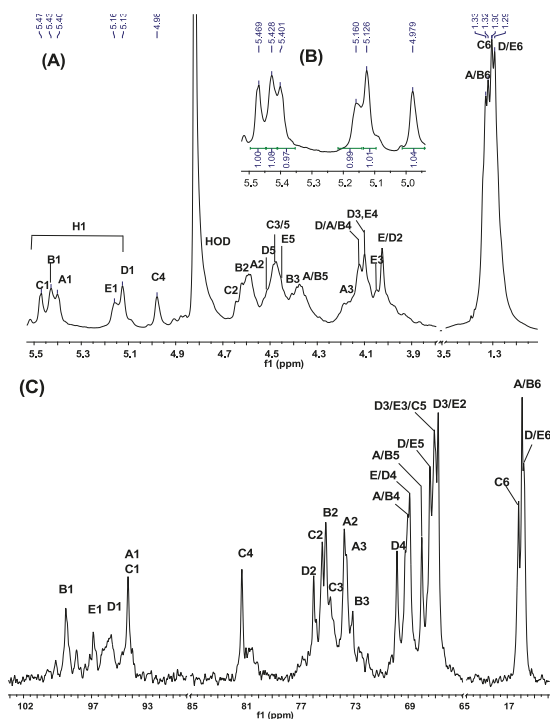 5.47
5.43
5.40
5.16
5.13
4.98
5.469
5.428
5.401
5.160
5.126
4.979
1.33
1.32
1.30
1.29
(A)
(B)
C6
D/E6
A/B6
1.00
1.08
0.97
0.99
1.01
1.04
5.5 5.4 5.3 5.2 5.1 5.0
H1
HOD
C1
B1
A1
E1
D1
C4
C2
B2
A2
D5
C3/5
E5
B3
A/B5
A3
D/A/B4
D3,E4
E3
E/D2
5.5 5.2 4.9 4.6 4.3 4.1 3.9 3.5 1.3
f1 (ppm)
(C)
B1
E1
D1
A1
C1
C4
D2
C2
B2
C3
A2
A3
B3
D4
A/B4
E/D4
A/B5
D/E5
D3/E3/C5
D3/E2
C6
A/B6
D/E6
102 97 93 85 81 77 73 69 65 17
f1 (ppm)